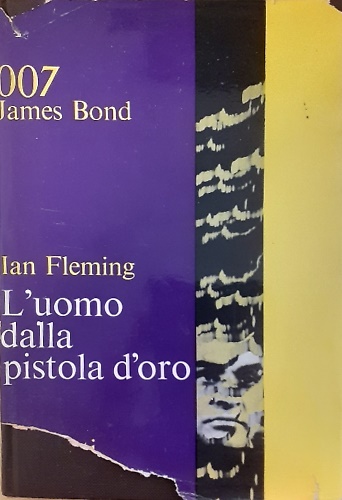 007
James Bond
Ian Fleming
L'uomo
dalla
pistola d'oro